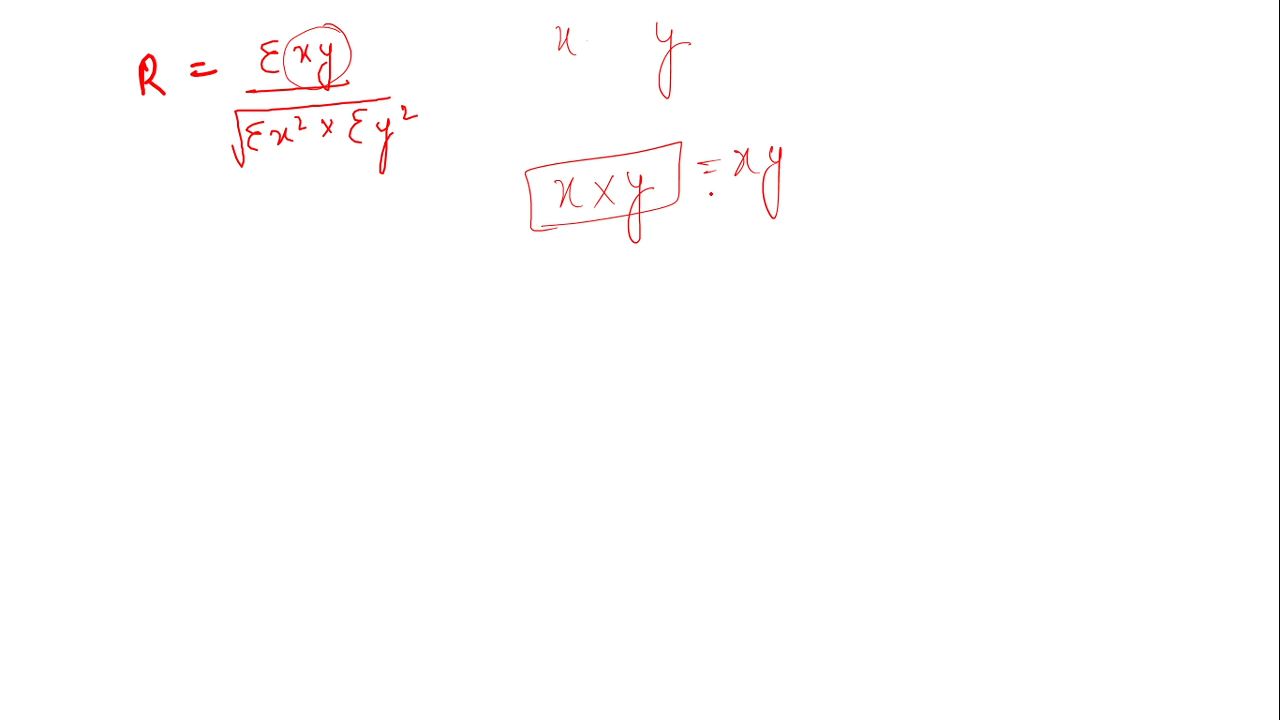 R = Σxy / √Σx² × Σy²
x y
x × y = xy